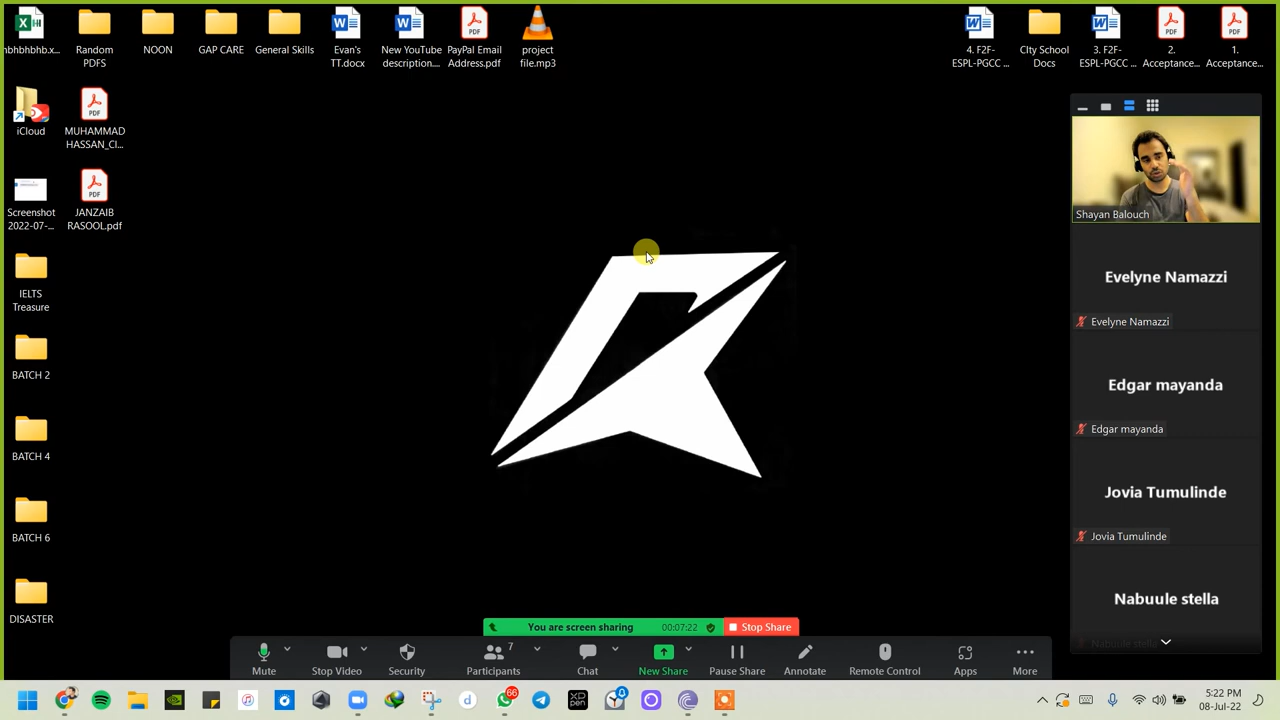 hbhbhbhb.x...
Random
PDFS
NOON
GAP CARE
General Skills
Evan's
TT.docx
New YouTube
description....
PayPal Email
Address.pdf
project
file.mp3
4. F2F-
ESPL-PGCC ...
CIty School
Docs
3. F2F-
ESPL-PGCC ...
2.
Acceptance...
1.
Acceptance...
iCloud
MUHAMMAD
HASSAN_CI...
Screenshot
2022-07-...
JANZAIB
RASOOL.pdf
IELTS
Treasure
BATCH 2
BATCH 4
BATCH 6
DISASTER
Shayan Balouch
Evelyne Namazzi
Evelyne Namazzi
Edgar mayanda
Edgar mayanda
Jovia Tumulinde
Jovia Tumulinde
Nabuule stella
Nabuule stella
You are screen sharing
00:07:22
Stop Share
Mute
Stop Video
Security
Participants
7
Chat
New Share
Pause Share
Annotate
Remote Control
Apps
More
66
5:22 PM
08-Jul-22